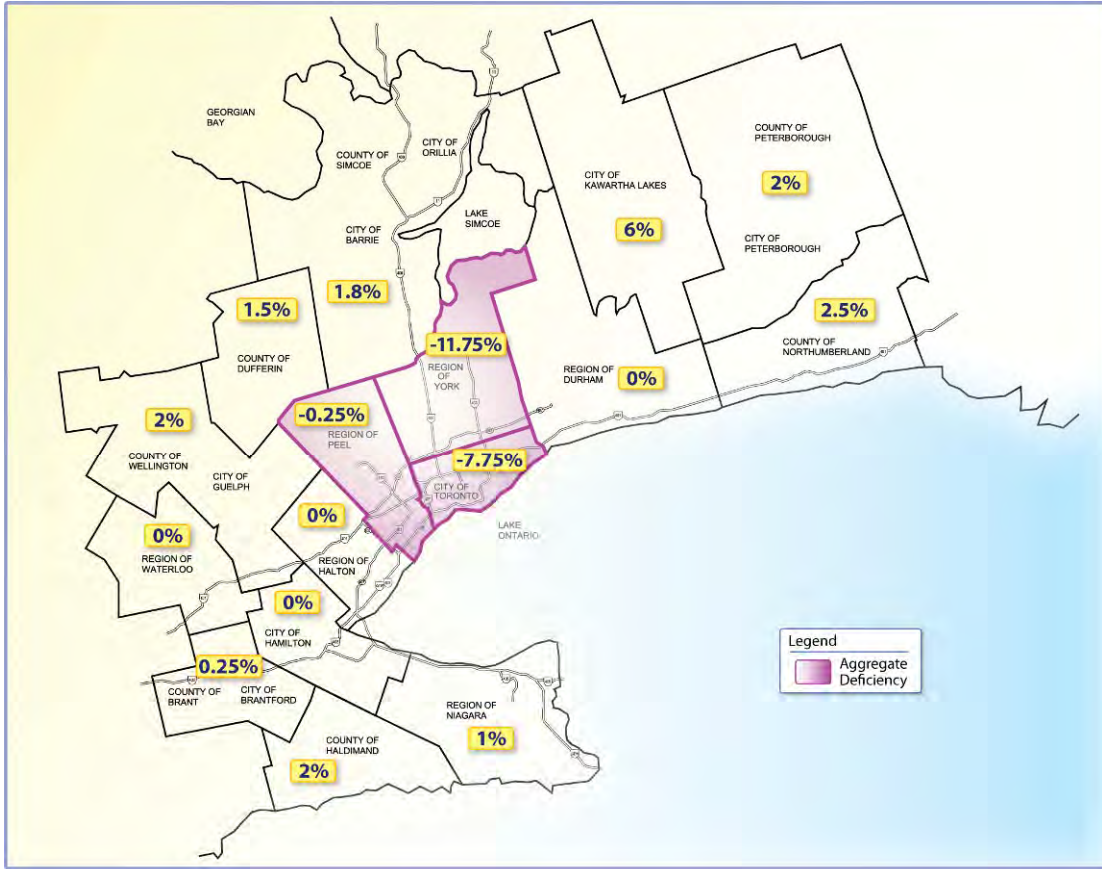 GEORGIAN
BAY
COUNTY OF
SIMCOE
CITY OF
ORILLIA
COUNTY OF
PETERBOROUGH
2%
CITY OF
KAWARTHA LAKES
6%
CITY OF
PETERBOROUGH
LAKE
SIMCOE
CITY OF
BARRIE
1.8%
1.5%
COUNTY OF
DUFFERIN
-11.75%
REGION
OF
YORK
2.5%
COUNTY OF
NORTHUMBERLAND
REGION OF
DURHAM
0%
-0.25%
REGION OF
PEEL
2%
COUNTY OF
WELLINGTON
CITY OF
GUELPH
-7.75%
CITY OF
TORONTO
LAKE
ONTARIO
0%
REGION OF
HALTON
0%
REGION OF
WATERLOO
0%
CITY OF
HAMILTON
0.25%
COUNTY OF
BRANT
CITY OF
BRANTFORD
REGION OF
NIAGARA
1%
COUNTY OF
HALDIMAND
2%
Legend
Aggregate
Deficiency